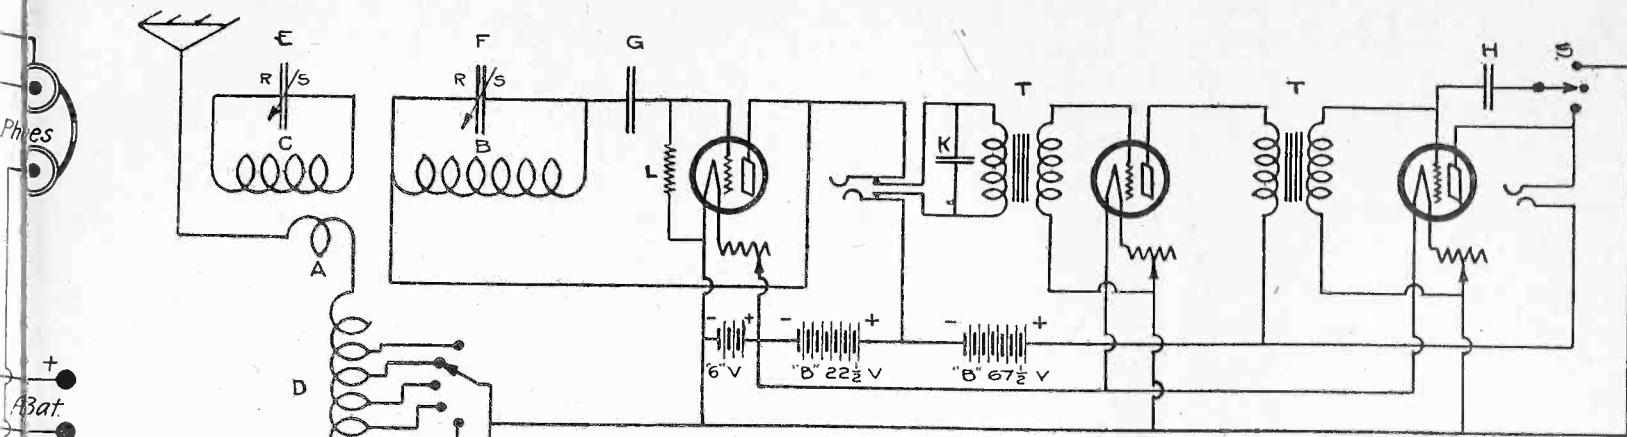 E
F
G
H
S
R S
R S
T
T
C
B
K
L
A
D
- +
- +
- +
"6" V
"B" 22½ V
"B" 67½ V
Phones
+
A Bat.